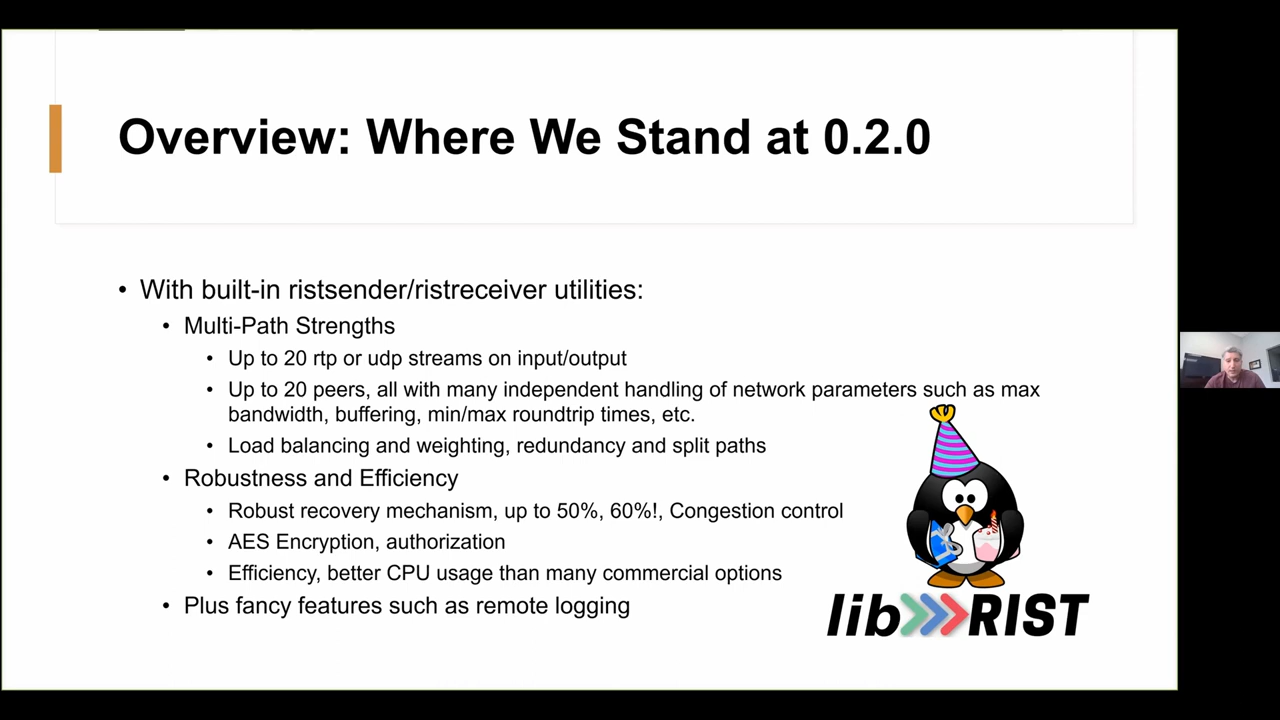 Overview: Where We Stand at 0.2.0
• With built-in ristsender/ristreceiver utilities:
• Multi-Path Strengths
• Up to 20 rtp or udp streams on input/output
• Up to 20 peers, all with many independent handling of network parameters such as max
bandwidth, buffering, min/max roundtrip times, etc.
• Load balancing and weighting, redundancy and split paths
• Robustness and Efficiency
• Robust recovery mechanism, up to 50%, 60%!, Congestion control
• AES Encryption, authorization
• Efficiency, better CPU usage than many commercial options
• Plus fancy features such as remote logging
lib RIST